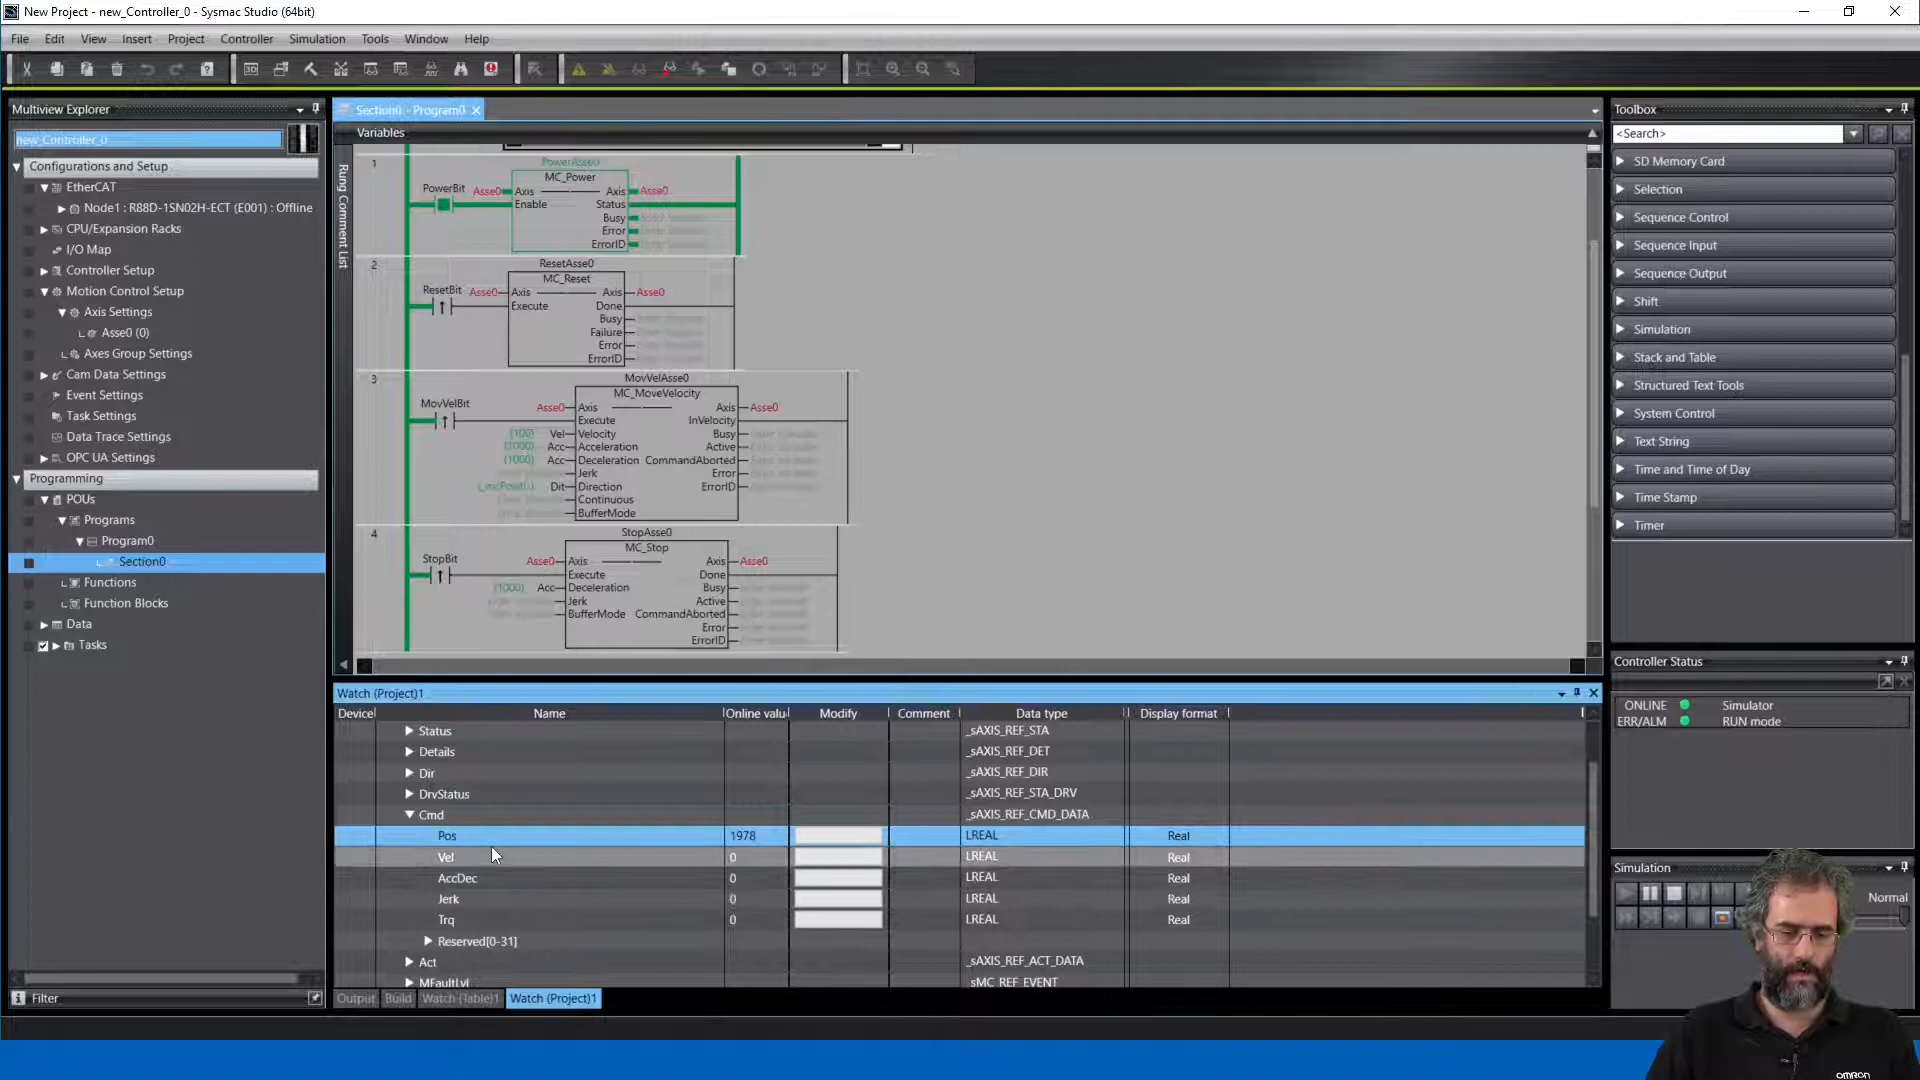 New Project - new_Controller_0 - Sysmac Studio (64bit)
File Edit View Insert Project Controller Simulation Tools Window Help
Multiview Explorer
new_Controller_0
Configurations and Setup
EtherCAT
Node1 : R88D-1SN02H-ECT (E001) : Offline
CPU/Expansion Racks
I/O Map
Controller Setup
Motion Control Setup
Axis Settings
Asse0 (0)
Axes Group Settings
Cam Data Settings
Event Settings
Task Settings
Data Trace Settings
OPC UA Settings
Programming
POUs
Programs
Program0
Section0
Functions
Function Blocks
Data
Tasks
Filter
Section0 - Program0
Variables
Rung Comment List
1
PowerAsse0
MC_Power
PowerBit Asse0 Axis Axis Asse0
Enable Status
Busy
Error
ErrorID
2
ResetAsse0
MC_Reset
ResetBit Asse0 Axis Axis Asse0
Execute Done
Busy
Failure
Error
ErrorID
3
MovVelAsse0
MC_MoveVelocity
MovVelBit Asse0 Axis Axis Asse0
Execute InVelocity
(100) Vel Velocity Busy
(1000) Acc Acceleration Active
(1000) Acc Deceleration CommandAborted
Jerk Error
Dit Direction ErrorID
Continuous
BufferMode
4
StopAsse0
MC_Stop
StopBit Asse0 Axis Axis Asse0
Execute Done
(1000) Acc Deceleration Busy
Jerk Active
BufferMode CommandAborted
Error
ErrorID
Watch (Project)1
Device Name Online valu Modify Comment Data type Display format
Status _sAXIS_REF_STA
Details _sAXIS_REF_DET
Dir _sAXIS_REF_DIR
DrvStatus _sAXIS_REF_STA_DRV
Cmd _sAXIS_REF_CMD_DATA
Pos 1978 LREAL Real
Vel 0 LREAL Real
AccDec 0 LREAL Real
Jerk 0 LREAL Real
Trq 0 LREAL Real
Reserved[0-31]
Act _sAXIS_REF_ACT_DATA
MFaultLvl _sMC_REF_EVENT
Output Build Watch (Table)1 Watch (Project)1
Toolbox
<Search>
SD Memory Card
Selection
Sequence Control
Sequence Input
Sequence Output
Shift
Simulation
Stack and Table
Structured Text Tools
System Control
Text String
Time and Time of Day
Time Stamp
Timer
Controller Status
ONLINE Simulator
ERR/ALM RUN mode
Simulation
Normal
OMRON